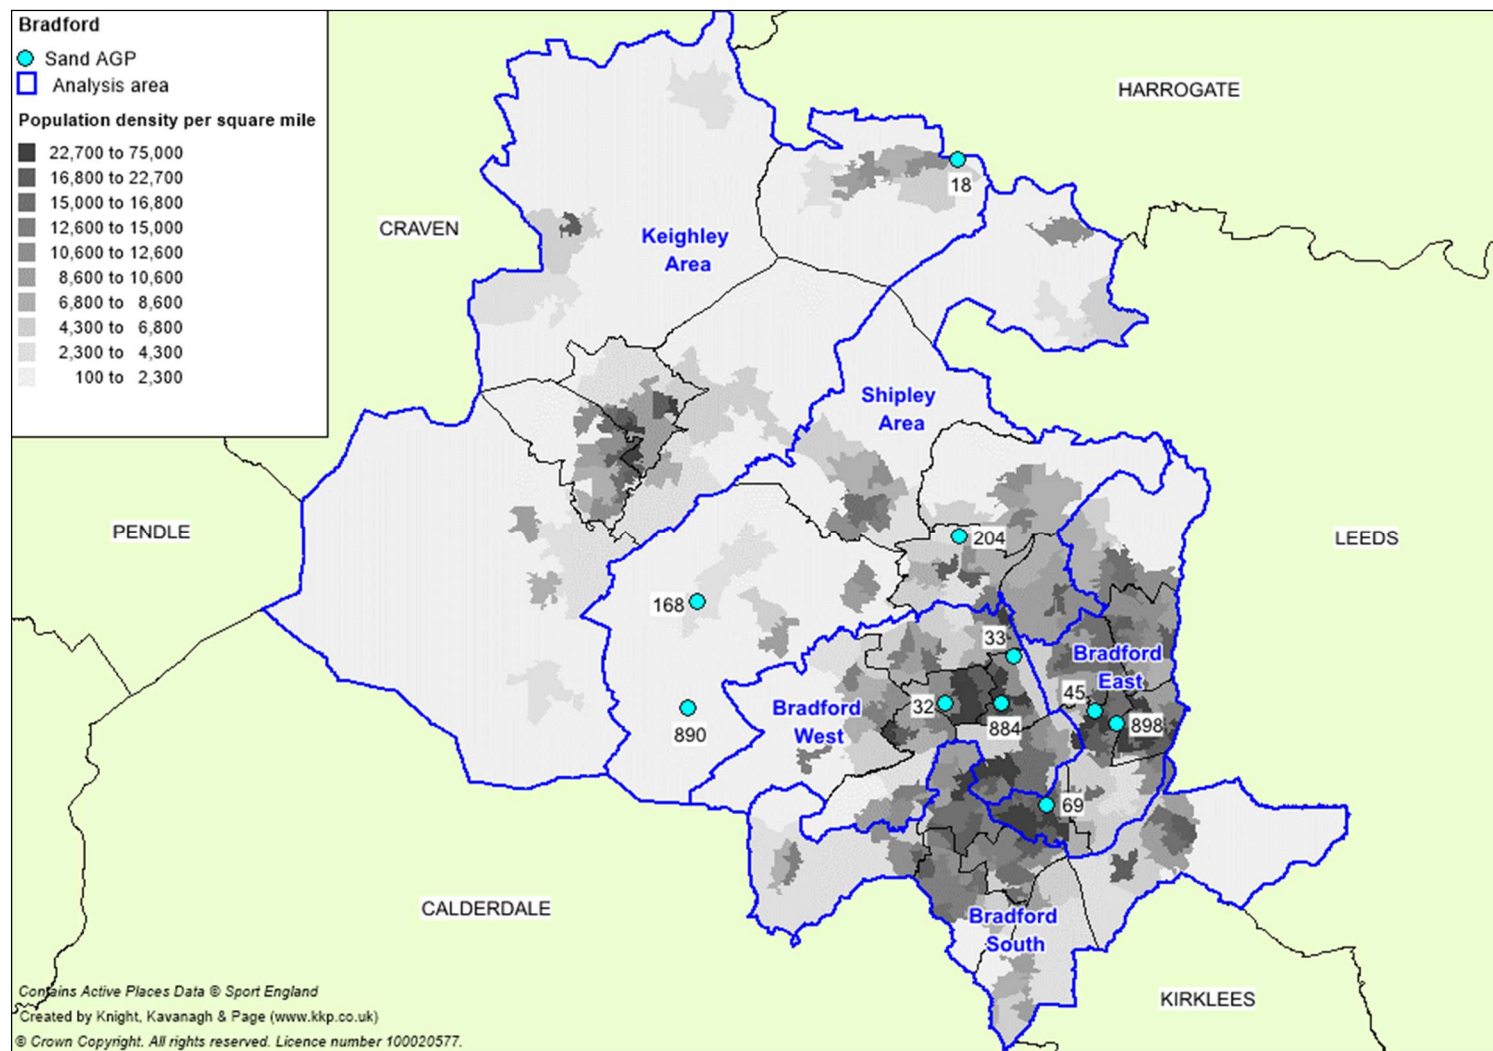 Bradford
Sand AGP
Analysis area
Population density per square mile
22,700 to 75,000
16,800 to 22,700
15,000 to 16,800
12,600 to 15,000
10,600 to 12,600
8,600 to 10,600
6,800 to 8,600
4,300 to 6,800
2,300 to 4,300
100 to 2,300
HARROGATE
18
CRAVEN
Keighley
Area
Shipley
Area
PENDLE
LEEDS
204
168
33
Bradford
East
45
32
Bradford
West
884
898
890
69
CALDERDALE
Bradford
South
KIRKLEES
Contains Active Places Data © Sport England
Created by Knight, Kavanagh & Page (www.kkp.co.uk)
© Crown Copyright. All rights reserved. Licence number 100020577.